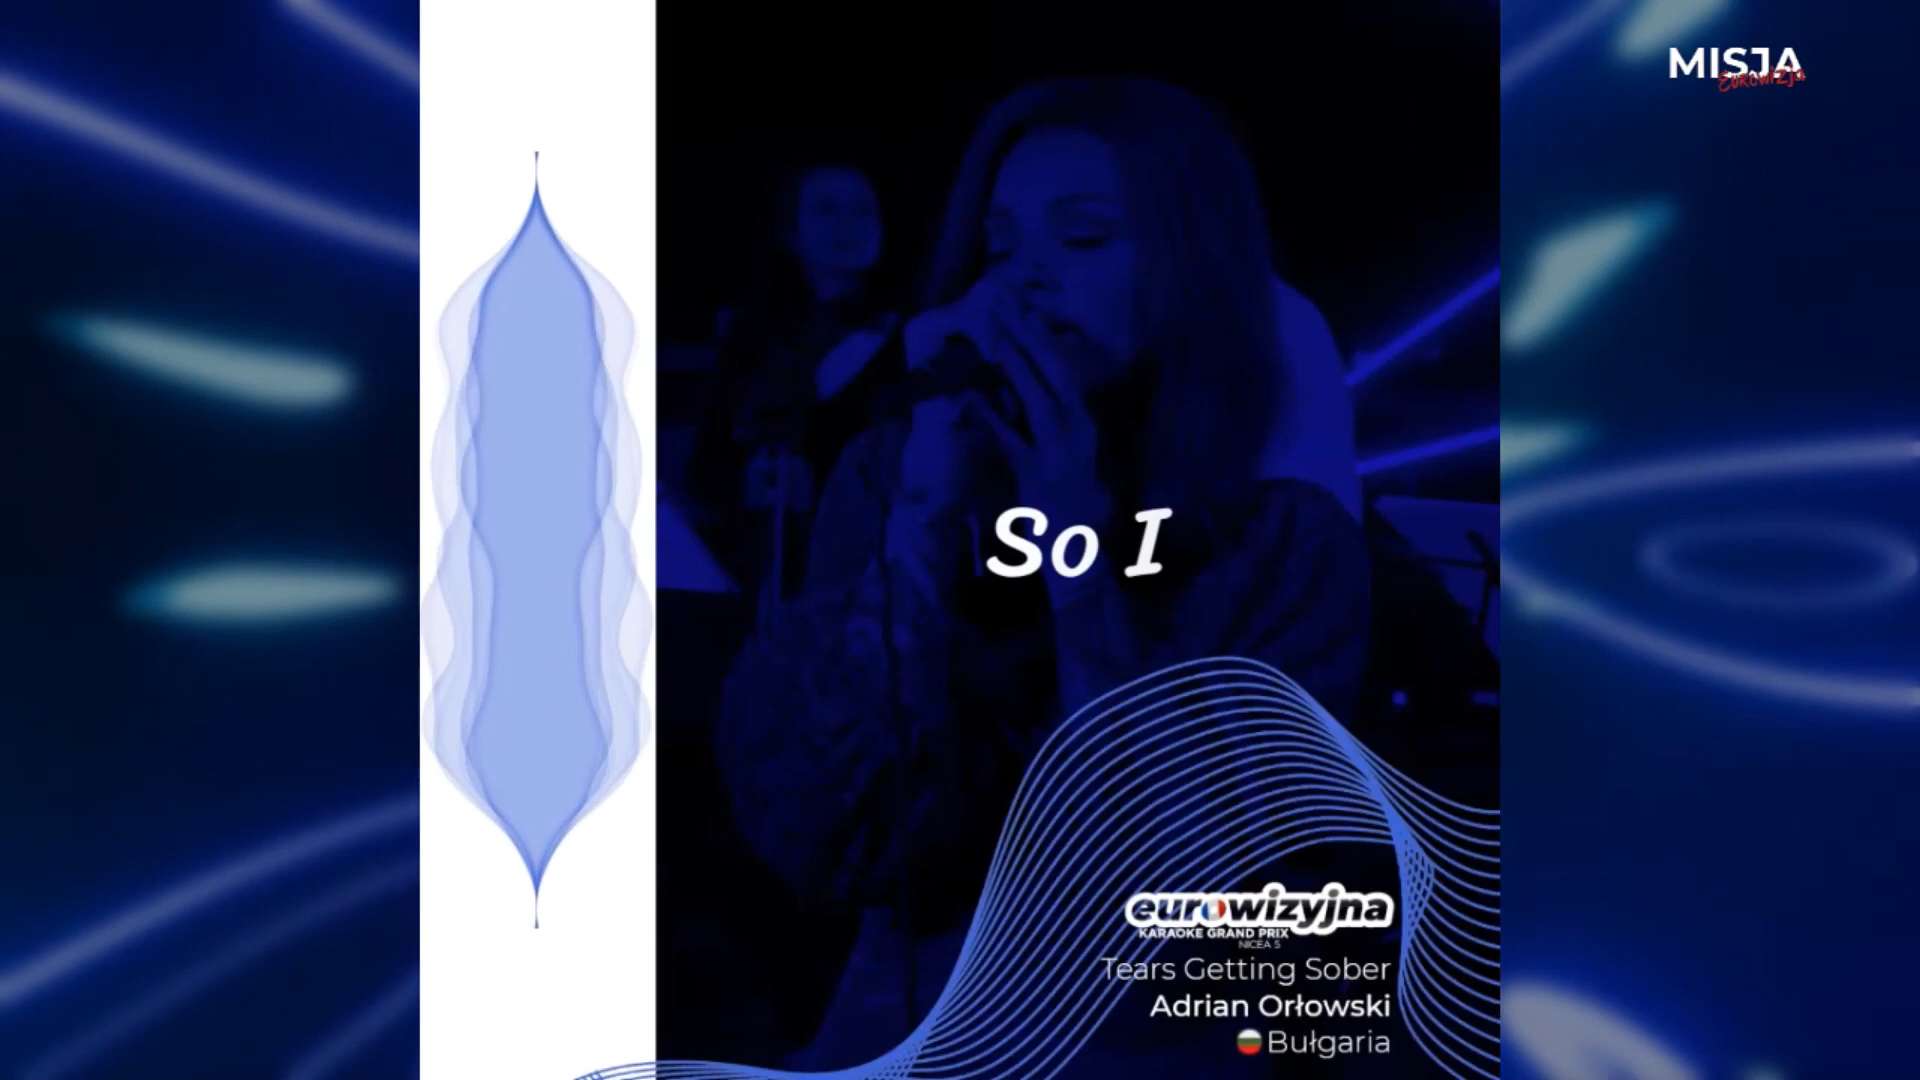 MISJA
Eurowizja
So I
eurowizyjna
KARAOKE GRAND PRIX
NICEA 5
Tears Getting Sober
Adrian Orłowski
Bułgaria